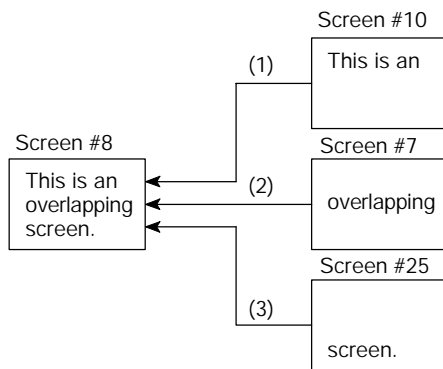 Screen #10
This is an
(1)
Screen #8
This is an
overlapping
screen.
Screen #7
(2)
overlapping
Screen #25
(3)
screen.